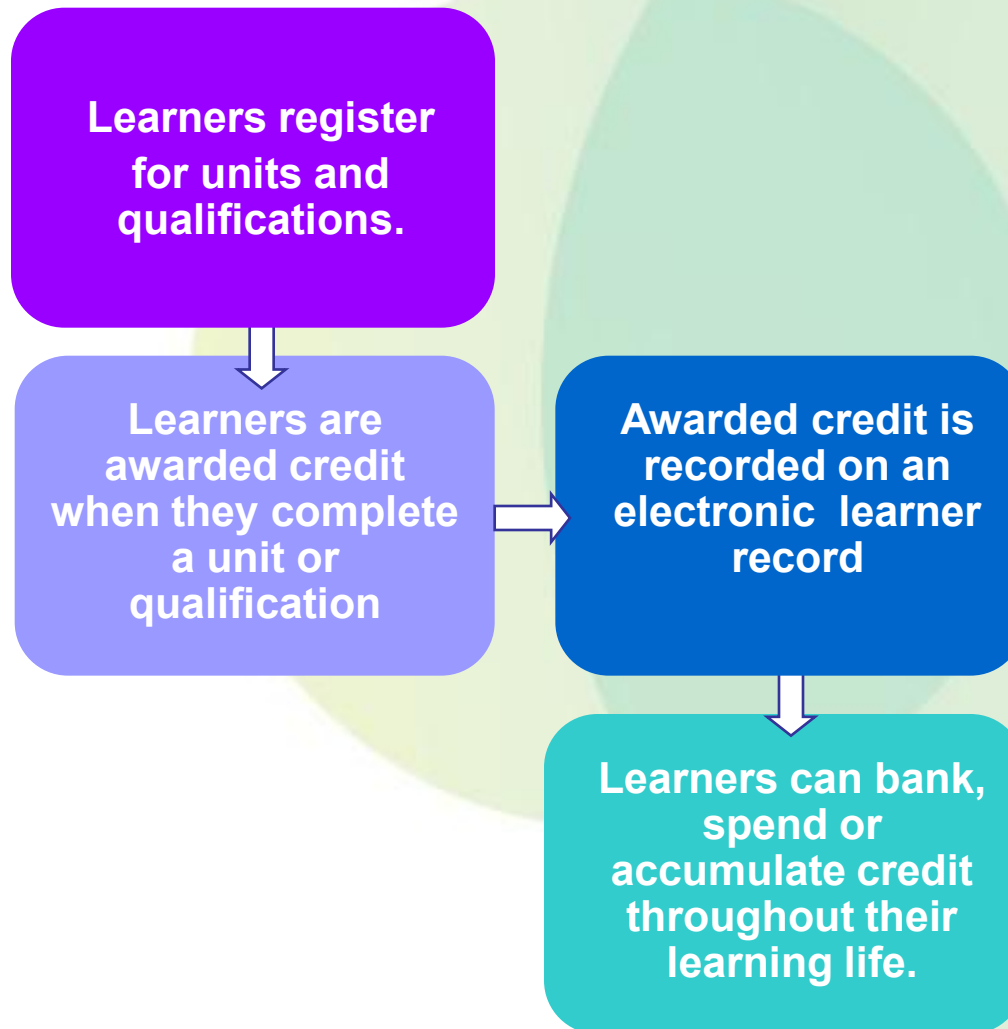 Learners register
for units and
qualifications.
Learners are
awarded credit
when they complete
a unit or
qualification
Awarded credit is
recorded on an
electronic  learner
record
Learners can bank,
spend or
accumulate credit
throughout their
learning life.